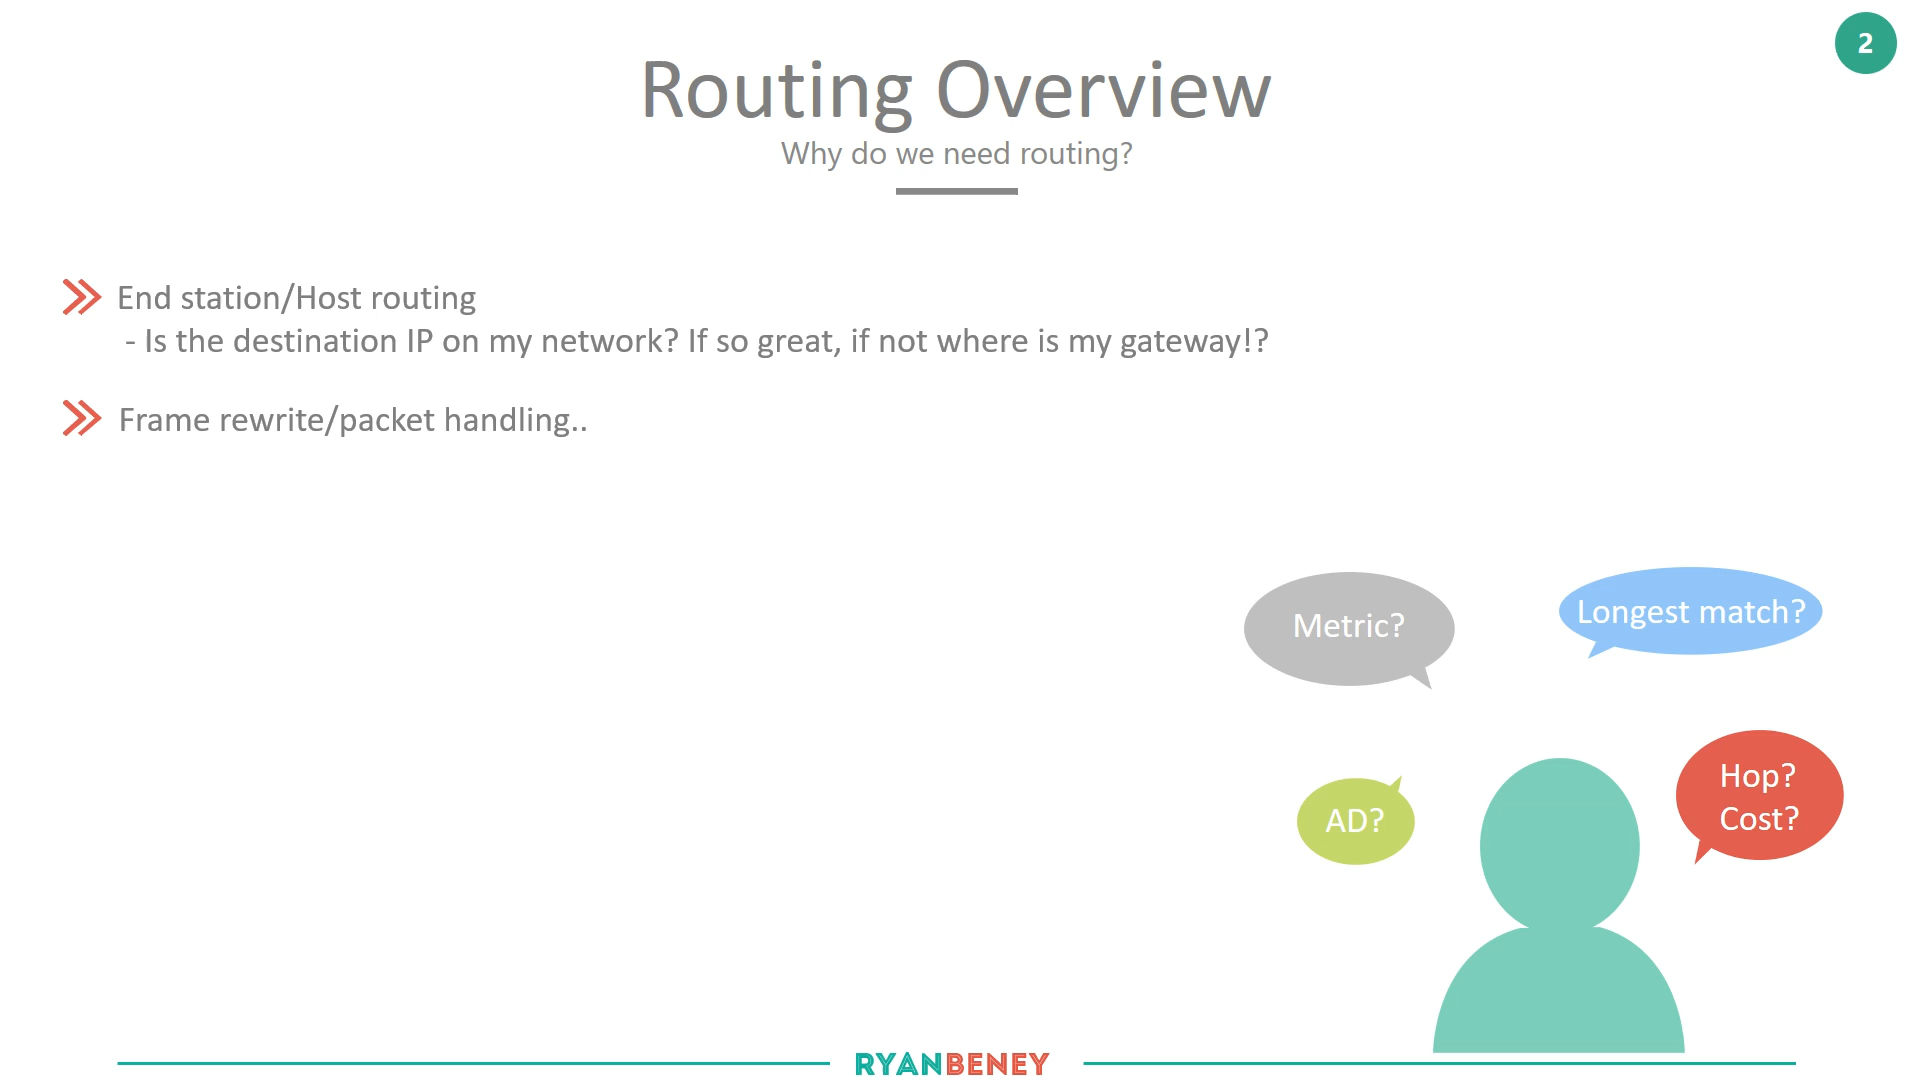 2
Routing Overview
Why do we need routing?
End station/Host routing
- Is the destination IP on my network? If so great, if not where is my gateway!?
Frame rewrite/packet handling..
Metric?
Longest match?
AD?
Hop?
Cost?
RYANBENEY